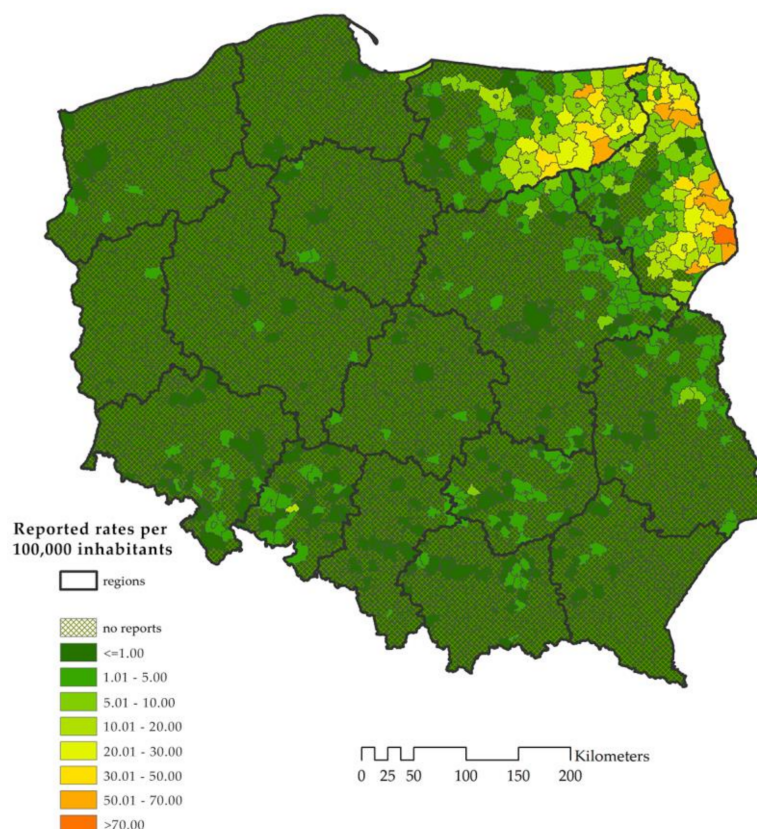 Reported rates per
100,000 inhabitants
regions
no reports
<=1.00
1.01 - 5.00
5.01 - 10.00
10.01 - 20.00
20.01 - 30.00
30.01 - 50.00
50.01 - 70.00
>70.00
Kilometers
0 25 50 100 150 200